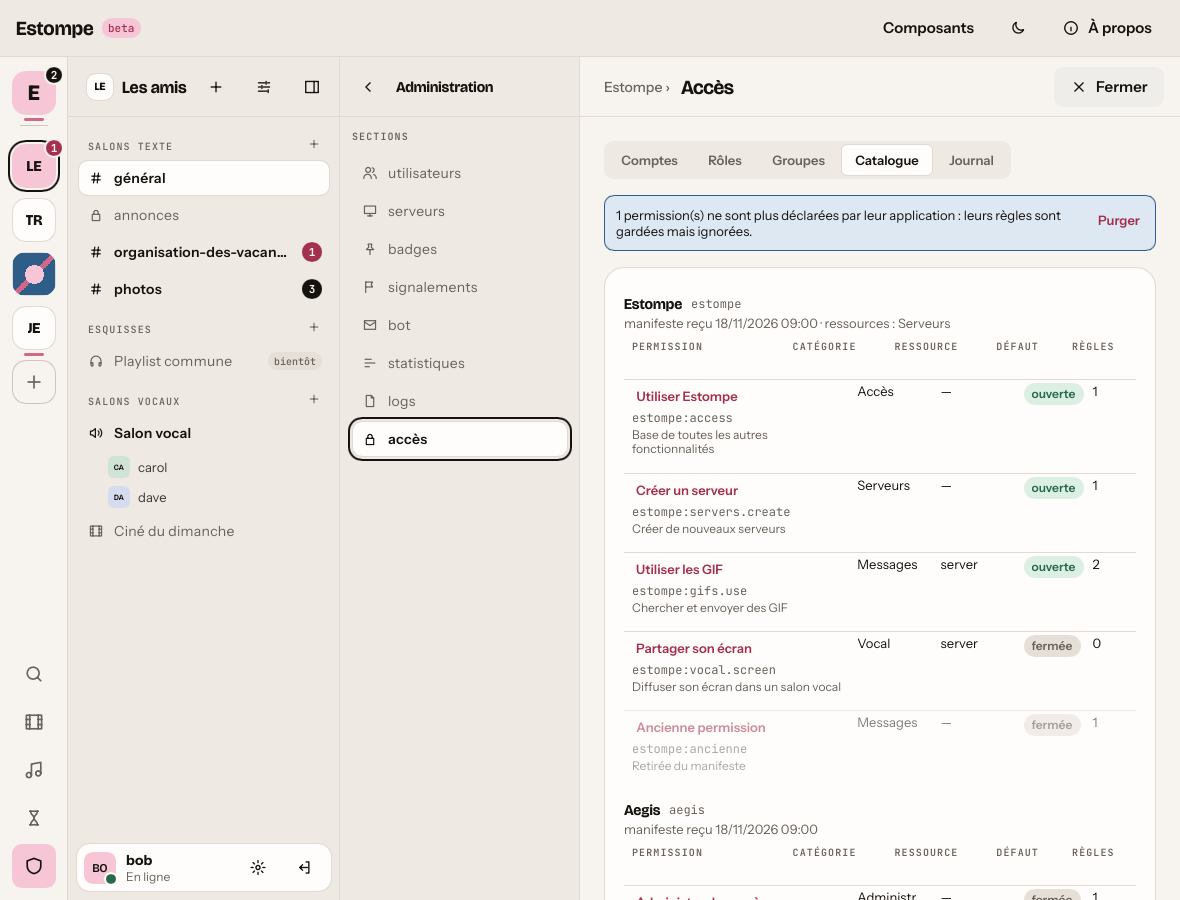 Estompe beta
Composants
À propos
E 2
LE 1
TR
JE
LE Les amis
SALONS TEXTE
# général
annonces
# organisation-des-vacan... 1
# photos 3
ESQUISSES
Playlist commune bientôt
SALONS VOCAUX
Salon vocal
CA carol
DA dave
Ciné du dimanche
BO bob
En ligne
Administration
SECTIONS
utilisateurs
serveurs
badges
signalements
bot
statistiques
logs
accès
Estompe › Accès
Fermer
Comptes Rôles Groupes Catalogue Journal
1 permission(s) ne sont plus déclarées par leur application : leurs règles sont
gardées mais ignorées.
Purger
Estompe estompe
manifeste reçu 18/11/2026 09:00 · ressources : Serveurs
PERMISSION CATÉGORIE RESSOURCE DÉFAUT RÈGLES
Utiliser Estompe Accès — ouverte 1
estompe:access
Base de toutes les autres
fonctionnalités
Créer un serveur Serveurs — ouverte 1
estompe:servers.create
Créer de nouveaux serveurs
Utiliser les GIF Messages server ouverte 2
estompe:gifs.use
Chercher et envoyer des GIF
Partager son écran Vocal server fermée 0
estompe:vocal.screen
Diffuser son écran dans un salon vocal
Ancienne permission Messages — fermée 1
estompe:ancienne
Retirée du manifeste
Aegis aegis
manifeste reçu 18/11/2026 09:00
PERMISSION CATÉGORIE RESSOURCE DÉFAUT RÈGLES
Administr — fermée 1